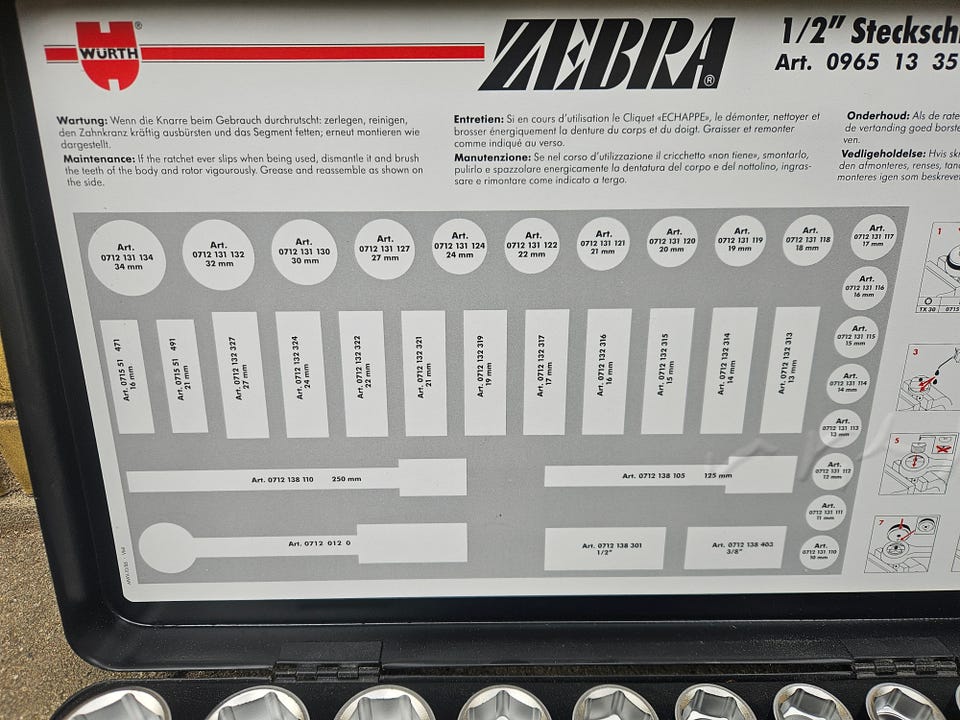 WÜRTH
ZEBRA®
1/2” Stecksch
Art. 0965 13 35
Wartung: Wenn die Knarre beim Gebrauch durchrutscht: zerlegen, reinigen,
den Zahnkranz kräftig ausbürsten und das Segment fetten; erneut montieren wie
dargestellt.
Maintenance: If the ratchet ever slips when being used, dismantle it and brush
the teeth of the body and rotor vigourously. Grease and reassemble as shown on
the side.
Entretien: Si en cours d’utilisation le Cliquet «ECHAPPE», le démonter, nettoyer et
brosser énergiquement la denture du corps et du doigt. Graisser et remonter
comme indiqué au verso.
Manutenzione: Se nel corso d’utilizzazione il cricchetto «non tiene», smontarlo,
pulirlo e spazzolare energicamente la dentatura del corpo e del nottolino, ingras-
sare e rimontare come indicato a tergo.
Onderhoud: Als de rate
de vertanding goed borste
ven.
Vedligeholdelse: Hvis sk
den afmonteres, renses, tan
monteres igen som beskreve
Art.
0712 131 134
34 mm
Art.
0712 131 132
32 mm
Art.
0712 131 130
30 mm
Art.
0712 131 127
27 mm
Art.
0712 131 124
24 mm
Art.
0712 131 122
22 mm
Art.
0712 131 121
21 mm
Art.
0712 131 120
20 mm
Art.
0712 131 119
19 mm
Art.
0712 131 118
18 mm
Art.
0712 131 117
17 mm
Art.
0712 131 116
16 mm
Art.
0712 131 115
15 mm
Art.
0712 131 114
14 mm
Art.
0712 131 113
13 mm
Art.
0712 131 112
12 mm
Art.
0712 131 111
11 mm
Art.
0712 131 110
10 mm
Art. 0715 51 471
16 mm
Art. 0715 51 491
21 mm
Art. 0712 132 327
27 mm
Art. 0712 132 324
24 mm
Art. 0712 132 322
22 mm
Art. 0712 132 321
21 mm
Art. 0712 132 319
19 mm
Art. 0712 132 317
17 mm
Art. 0712 132 316
16 mm
Art. 0712 132 315
15 mm
Art. 0712 132 314
14 mm
Art. 0712 132 313
13 mm
Art. 0712 138 110 250 mm
Art. 0712 138 105 125 mm
Art. 0712 012 0
Art. 0712 138 301
1/2”
Art. 0712 138 403
3/8”
1
TX 30 0715
3
5
7